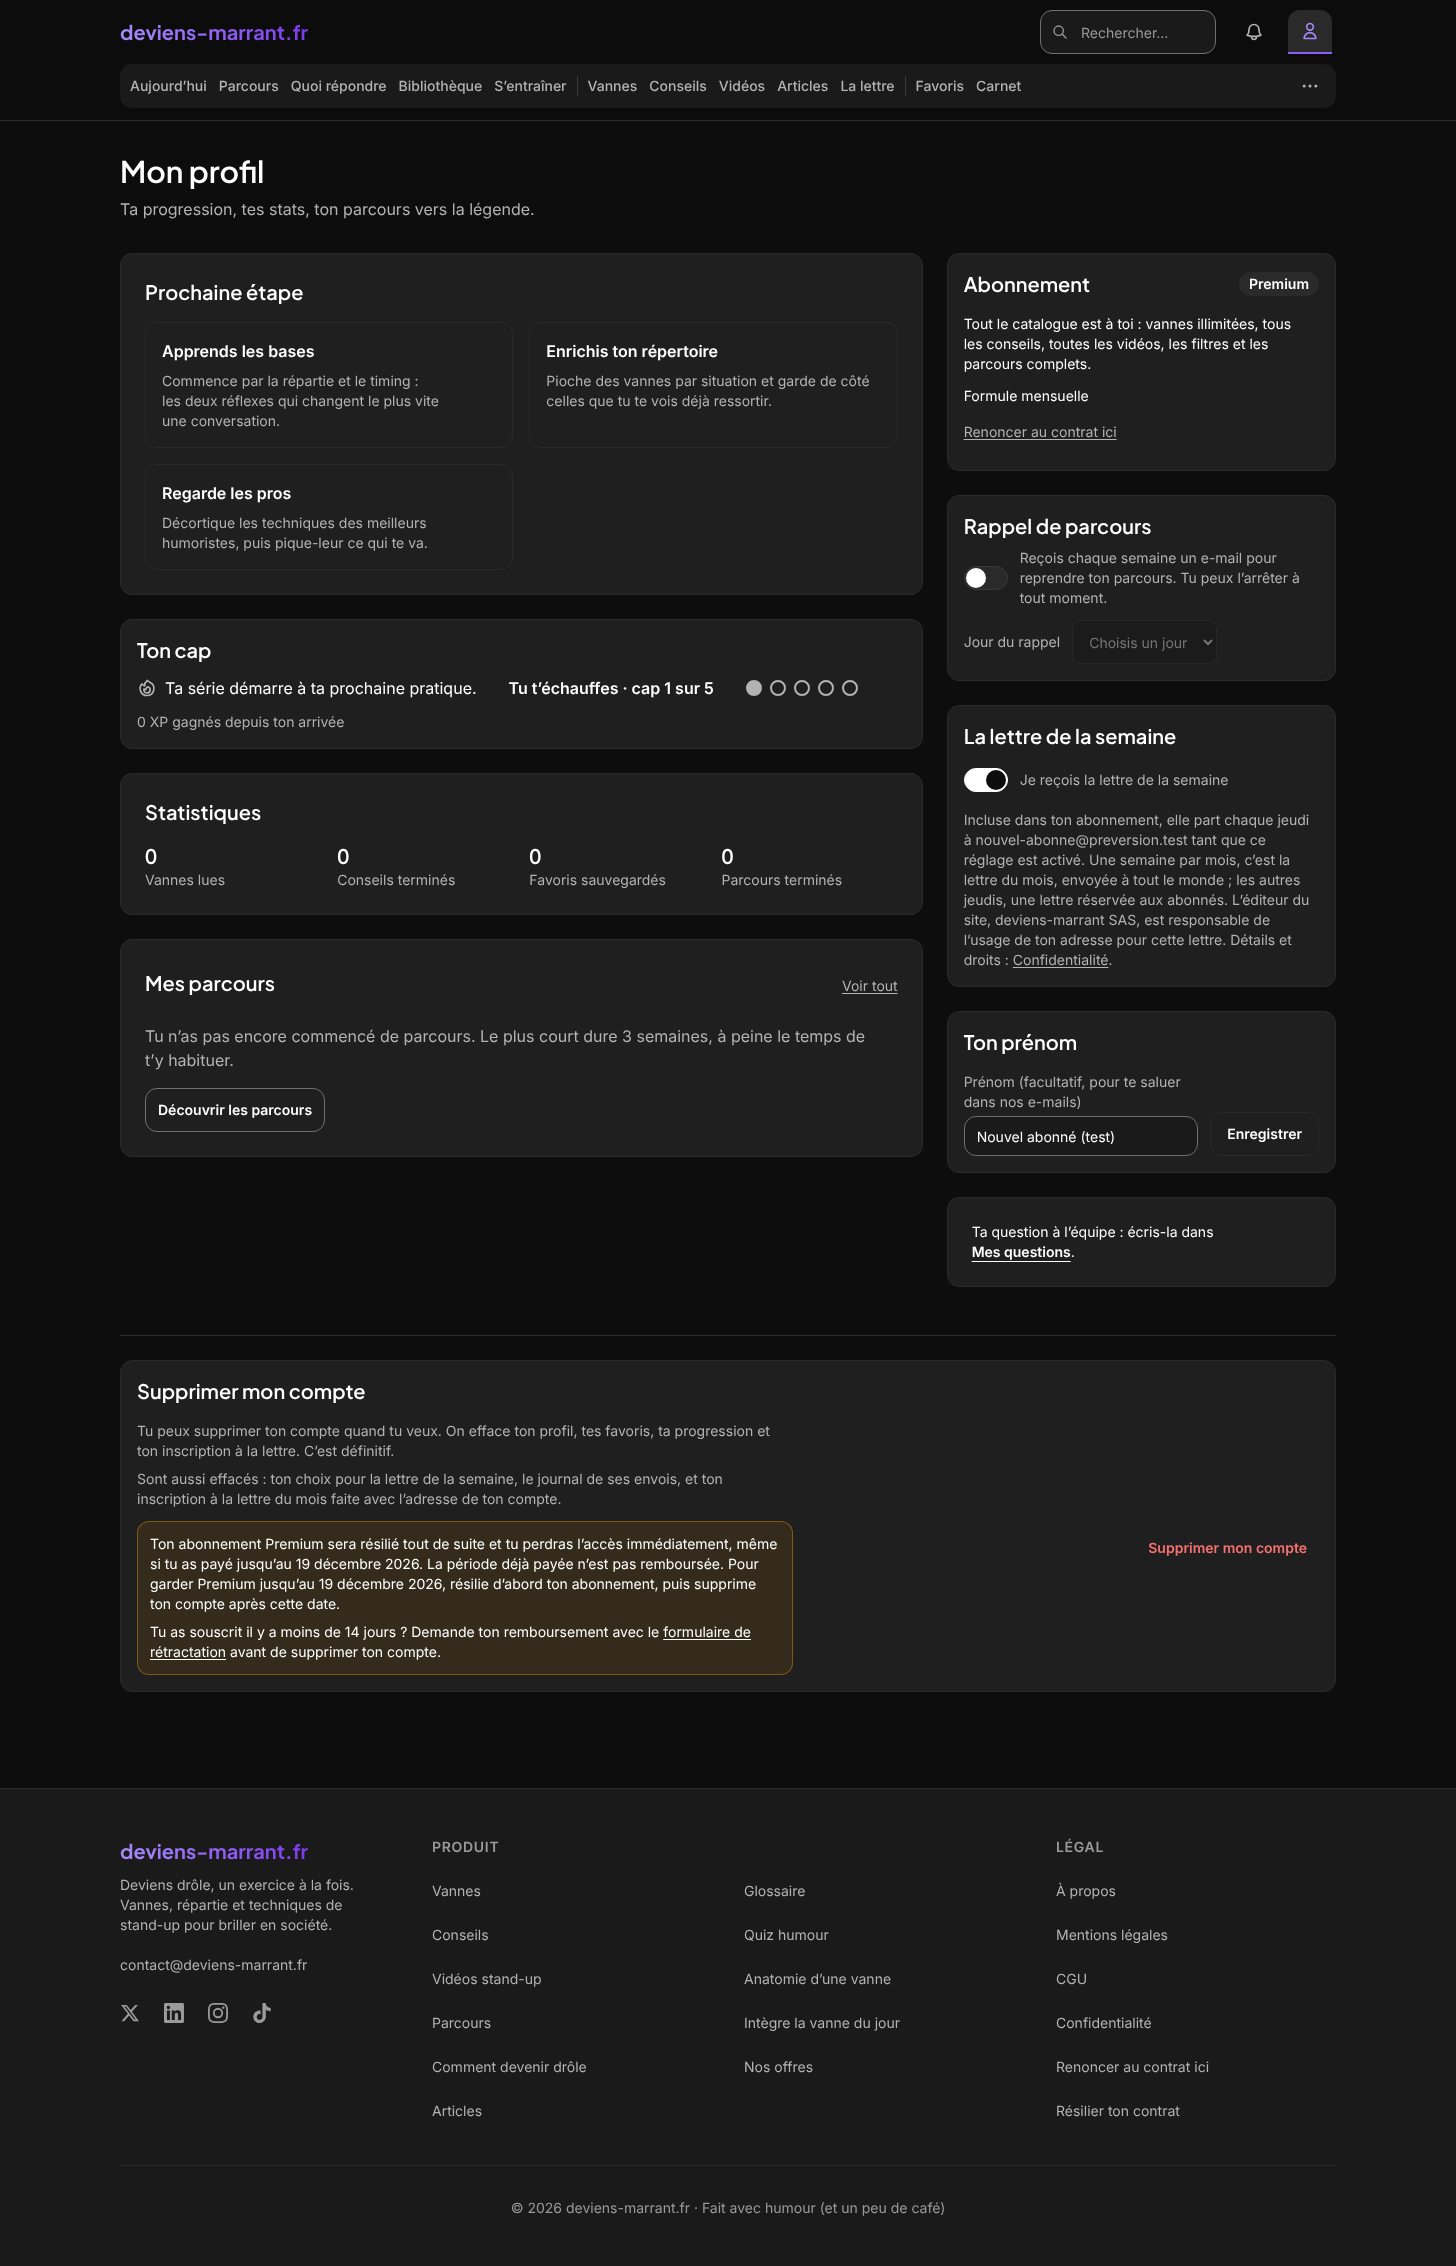 deviens-marrant.fr
Rechercher...
Aujourd’hui Parcours Quoi répondre Bibliothèque S’entraîner Vannes Conseils Vidéos Articles La lettre Favoris Carnet
Mon profil
Ta progression, tes stats, ton parcours vers la légende.
Prochaine étape
Apprends les bases
Commence par la répartie et le timing :
les deux réflexes qui changent le plus vite
une conversation.
Enrichis ton répertoire
Pioche des vannes par situation et garde de côté
celles que tu te vois déjà ressortir.
Regarde les pros
Décortique les techniques des meilleurs
humoristes, puis pique-leur ce qui te va.
Ton cap
Ta série démarre à ta prochaine pratique. Tu t’échauffes · cap 1 sur 5
0 XP gagnés depuis ton arrivée
Statistiques
0
Vannes lues
0
Conseils terminés
0
Favoris sauvegardés
0
Parcours terminés
Mes parcours
Voir tout
Tu n’as pas encore commencé de parcours. Le plus court dure 3 semaines, à peine le temps de
t’y habituer.
Découvrir les parcours
Abonnement
Premium
Tout le catalogue est à toi : vannes illimitées, tous
les conseils, toutes les vidéos, les filtres et les
parcours complets.
Formule mensuelle
Renoncer au contrat ici
Rappel de parcours
Reçois chaque semaine un e-mail pour
reprendre ton parcours. Tu peux l’arrêter à
tout moment.
Jour du rappel
Choisis un jour
La lettre de la semaine
Je reçois la lettre de la semaine
Incluse dans ton abonnement, elle part chaque jeudi
à nouvel-abonne@preversion.test tant que ce
réglage est activé. Une semaine par mois, c’est la
lettre du mois, envoyée à tout le monde ; les autres
jeudis, une lettre réservée aux abonnés. L’éditeur du
site, deviens-marrant SAS, est responsable de
l’usage de ton adresse pour cette lettre. Détails et
droits : Confidentialité.
Ton prénom
Prénom (facultatif, pour te saluer
dans nos e-mails)
Nouvel abonné (test)
Enregistrer
Ta question à l’équipe : écris-la dans
Mes questions.
Supprimer mon compte
Tu peux supprimer ton compte quand tu veux. On efface ton profil, tes favoris, ta progression et
ton inscription à la lettre. C’est définitif.
Sont aussi effacés : ton choix pour la lettre de la semaine, le journal de ses envois, et ton
inscription à la lettre du mois faite avec l’adresse de ton compte.
Ton abonnement Premium sera résilié tout de suite et tu perdras l’accès immédiatement, même
si tu as payé jusqu’au 19 décembre 2026. La période déjà payée n’est pas remboursée. Pour
garder Premium jusqu’au 19 décembre 2026, résilie d’abord ton abonnement, puis supprime
ton compte après cette date.
Tu as souscrit il y a moins de 14 jours ? Demande ton remboursement avec le formulaire de
rétractation avant de supprimer ton compte.
Supprimer mon compte
deviens-marrant.fr
Deviens drôle, un exercice à la fois.
Vannes, répartie et techniques de
stand-up pour briller en société.
contact@deviens-marrant.fr
PRODUIT
Vannes
Conseils
Vidéos stand-up
Parcours
Comment devenir drôle
Articles
Glossaire
Quiz humour
Anatomie d’une vanne
Intègre la vanne du jour
Nos offres
LÉGAL
À propos
Mentions légales
CGU
Confidentialité
Renoncer au contrat ici
Résilier ton contrat
© 2026 deviens-marrant.fr · Fait avec humour (et un peu de café)